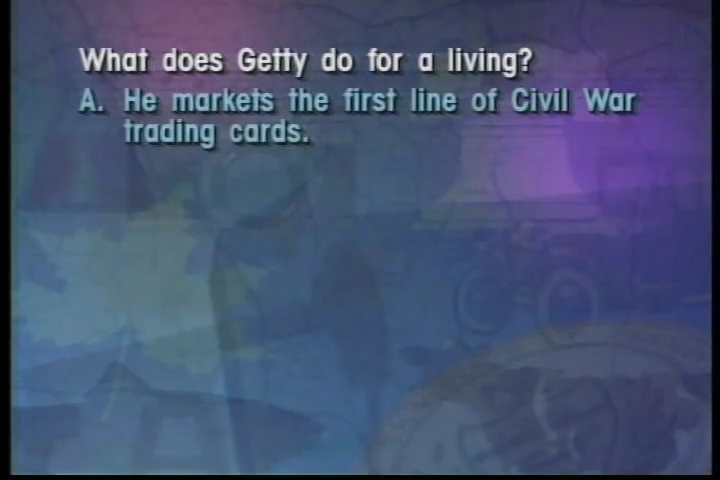 What does Getty do for a living?
A. He markets the first line of Civil War
trading cards.